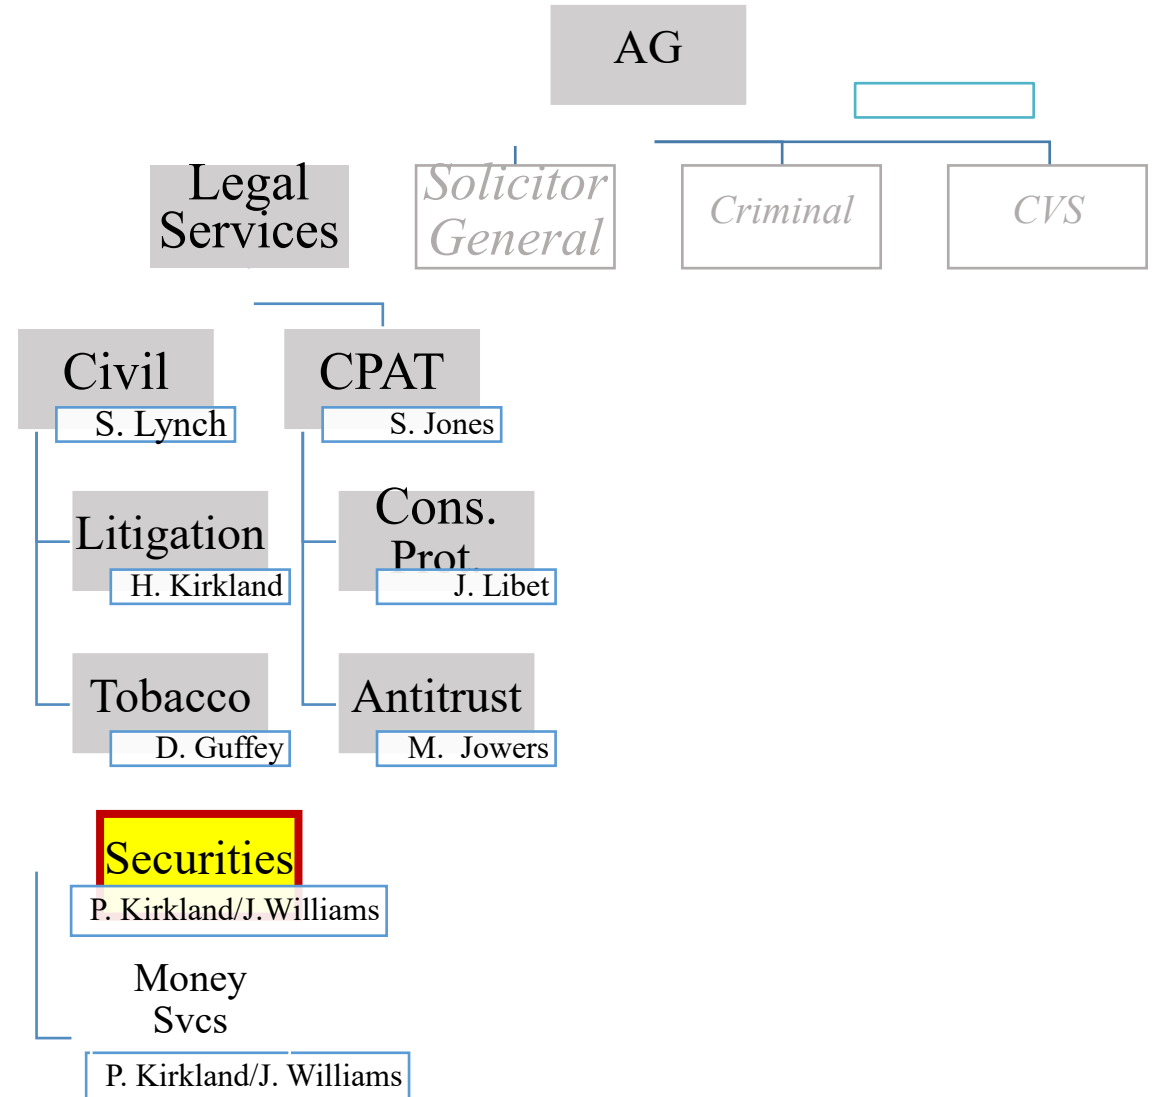 AG
Legal
Services
Solicitor
General
Criminal
CVS
Civil
S. Lynch
CPAT
S. Jones
Litigation
H. Kirkland
Cons.
Prot.
J. Libet
Tobacco
D. Guffey
Antitrust
M.  Jowers
Securities
P. Kirkland/J.Williams
Money
Svcs
P. Kirkland/J. Williams